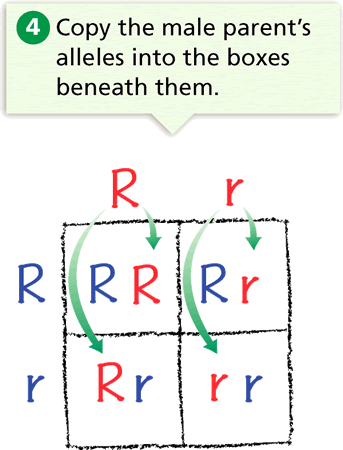 4 Copy the male parent's
alleles into the boxes
beneath them.
R r
R R R R r
r R r r r